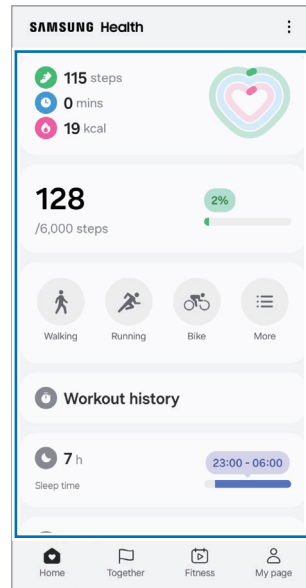 SAMSUNG Health
115 steps
0 mins
19 kcal
128
/6,000 steps
2%
Walking
Running
Bike
More
Workout history
7 h
Sleep time
23:00 - 06:00
Home
Together
Fitness
My page